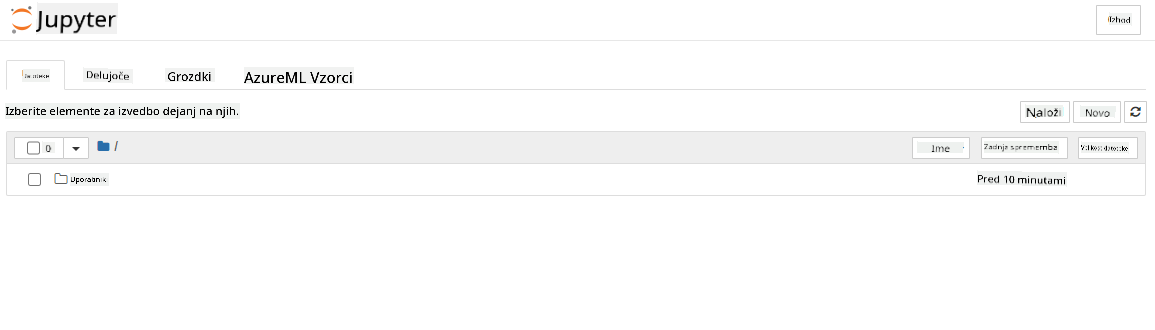 Jupyter
Izhod
Datoteke Delujoče Grozdki AzureML Vzorci
Izberite elemente za izvedbo dejanj na njih.
Naloži Novo
0 / Ime Zadnja sprememba Velikost datoteke
Uporabnik Pred 10 minutami